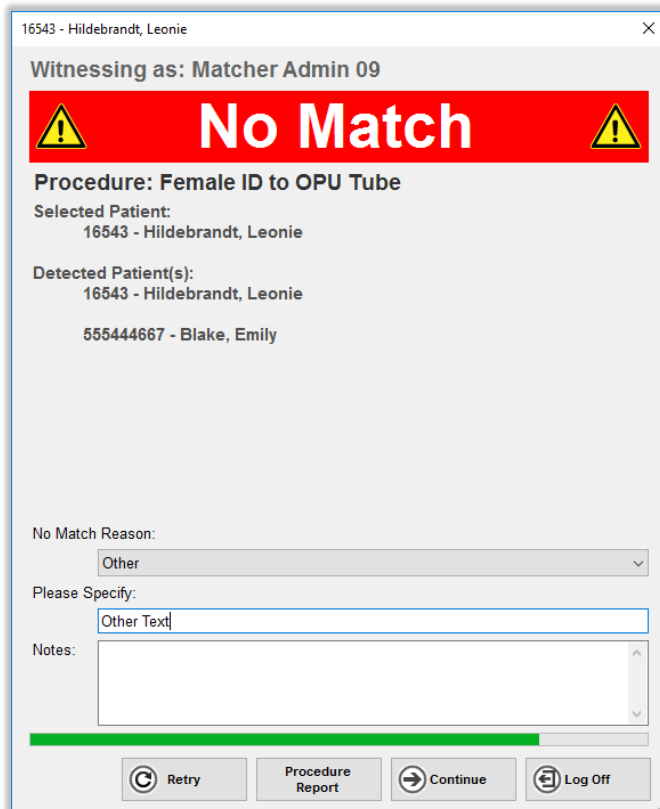 16543 - Hildebrandt, Leonie
Witnessing as: Matcher Admin 09
No Match
Procedure: Female ID to OPU Tube
Selected Patient:
16543 - Hildebrandt, Leonie
Detected Patient(s):
16543 - Hildebrandt, Leonie
555444667 - Blake, Emily
No Match Reason:
Other
Please Specify:
Other Text
Notes:
Retry
Procedure
Report
Continue
Log Off